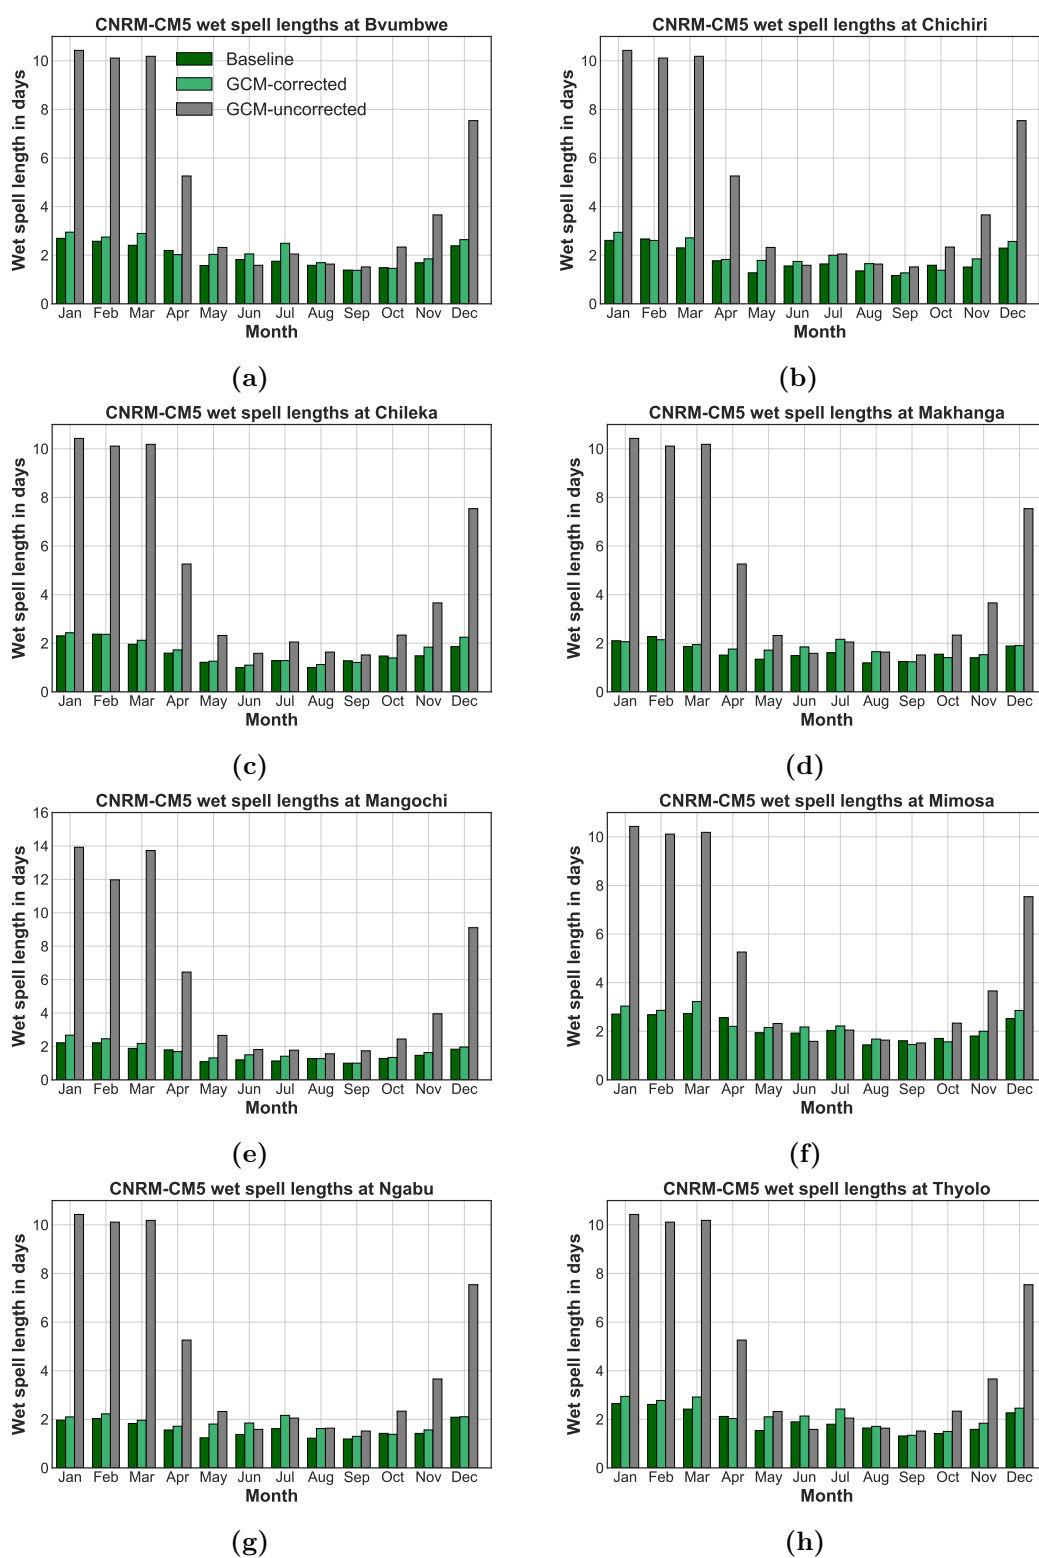 CNRM-CM5 wet spell lengths at Bvumbwe
Wet spell length in days
10
8
6
4
2
0
Baseline
GCM-corrected
GCM-uncorrected
Jan Feb Mar Apr May Jun Jul Aug Sep Oct Nov Dec
Month
(a)
CNRM-CM5 wet spell lengths at Chichiri
Wet spell length in days
10
8
6
4
2
0
Jan Feb Mar Apr May Jun Jul Aug Sep Oct Nov Dec
Month
(b)
CNRM-CM5 wet spell lengths at Chileka
Wet spell length in days
10
8
6
4
2
0
Jan Feb Mar Apr May Jun Jul Aug Sep Oct Nov Dec
Month
(c)
CNRM-CM5 wet spell lengths at Makhanga
Wet spell length in days
10
8
6
4
2
0
Jan Feb Mar Apr May Jun Jul Aug Sep Oct Nov Dec
Month
(d)
CNRM-CM5 wet spell lengths at Mangochi
Wet spell length in days
16
14
12
10
8
6
4
2
0
Jan Feb Mar Apr May Jun Jul Aug Sep Oct Nov Dec
Month
(e)
CNRM-CM5 wet spell lengths at Mimosa
Wet spell length in days
10
8
6
4
2
0
Jan Feb Mar Apr May Jun Jul Aug Sep Oct Nov Dec
Month
(f)
CNRM-CM5 wet spell lengths at Ngabu
Wet spell length in days
10
8
6
4
2
0
Jan Feb Mar Apr May Jun Jul Aug Sep Oct Nov Dec
Month
(g)
CNRM-CM5 wet spell lengths at Thyolo
Wet spell length in days
10
8
6
4
2
0
Jan Feb Mar Apr May Jun Jul Aug Sep Oct Nov Dec
Month
(h)